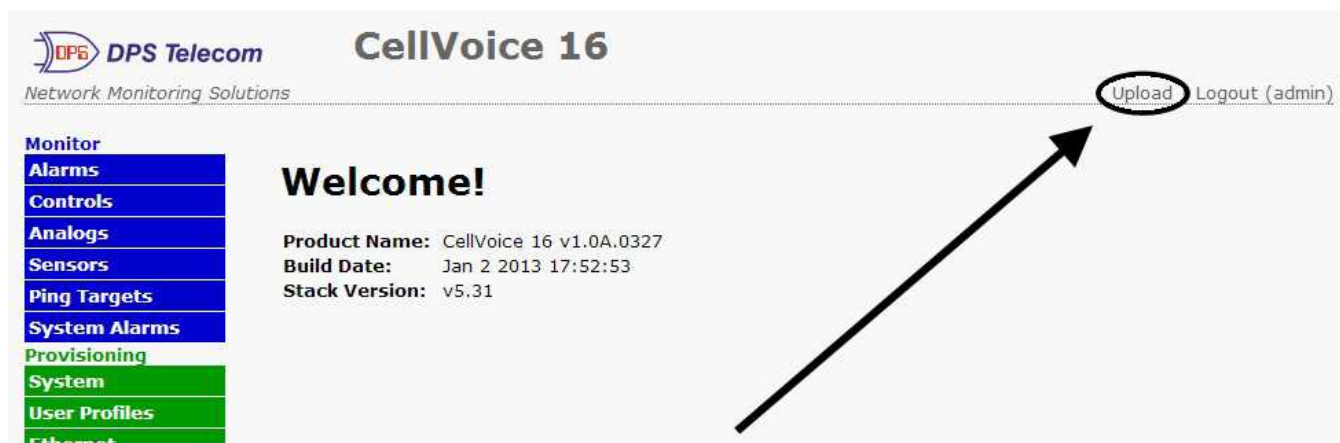 DPS DPS Telecom
CellVoice 16
Network Monitoring Solutions
Upload Logout (admin)
Monitor
Alarms
Controls
Analogs
Sensors
Ping Targets
System Alarms
Provisioning
System
User Profiles
Ethernet
Welcome!
Product Name: CellVoice 16 v1.0A.0327
Build Date: Jan 2 2013 17:52:53
Stack Version: v5.31